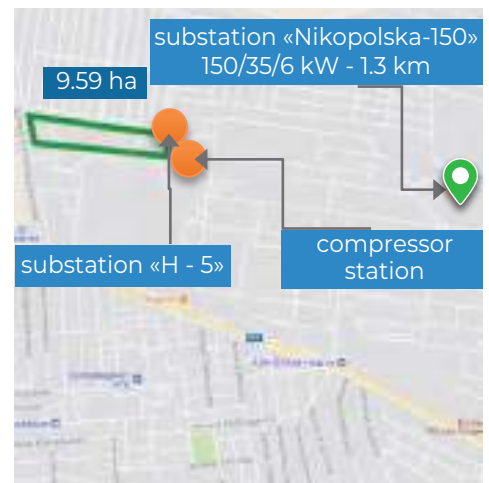 substation «Nikopolska-150»
150/35/6 kW - 1.3 km
9.59 ha
substation «H - 5»
compressor
station